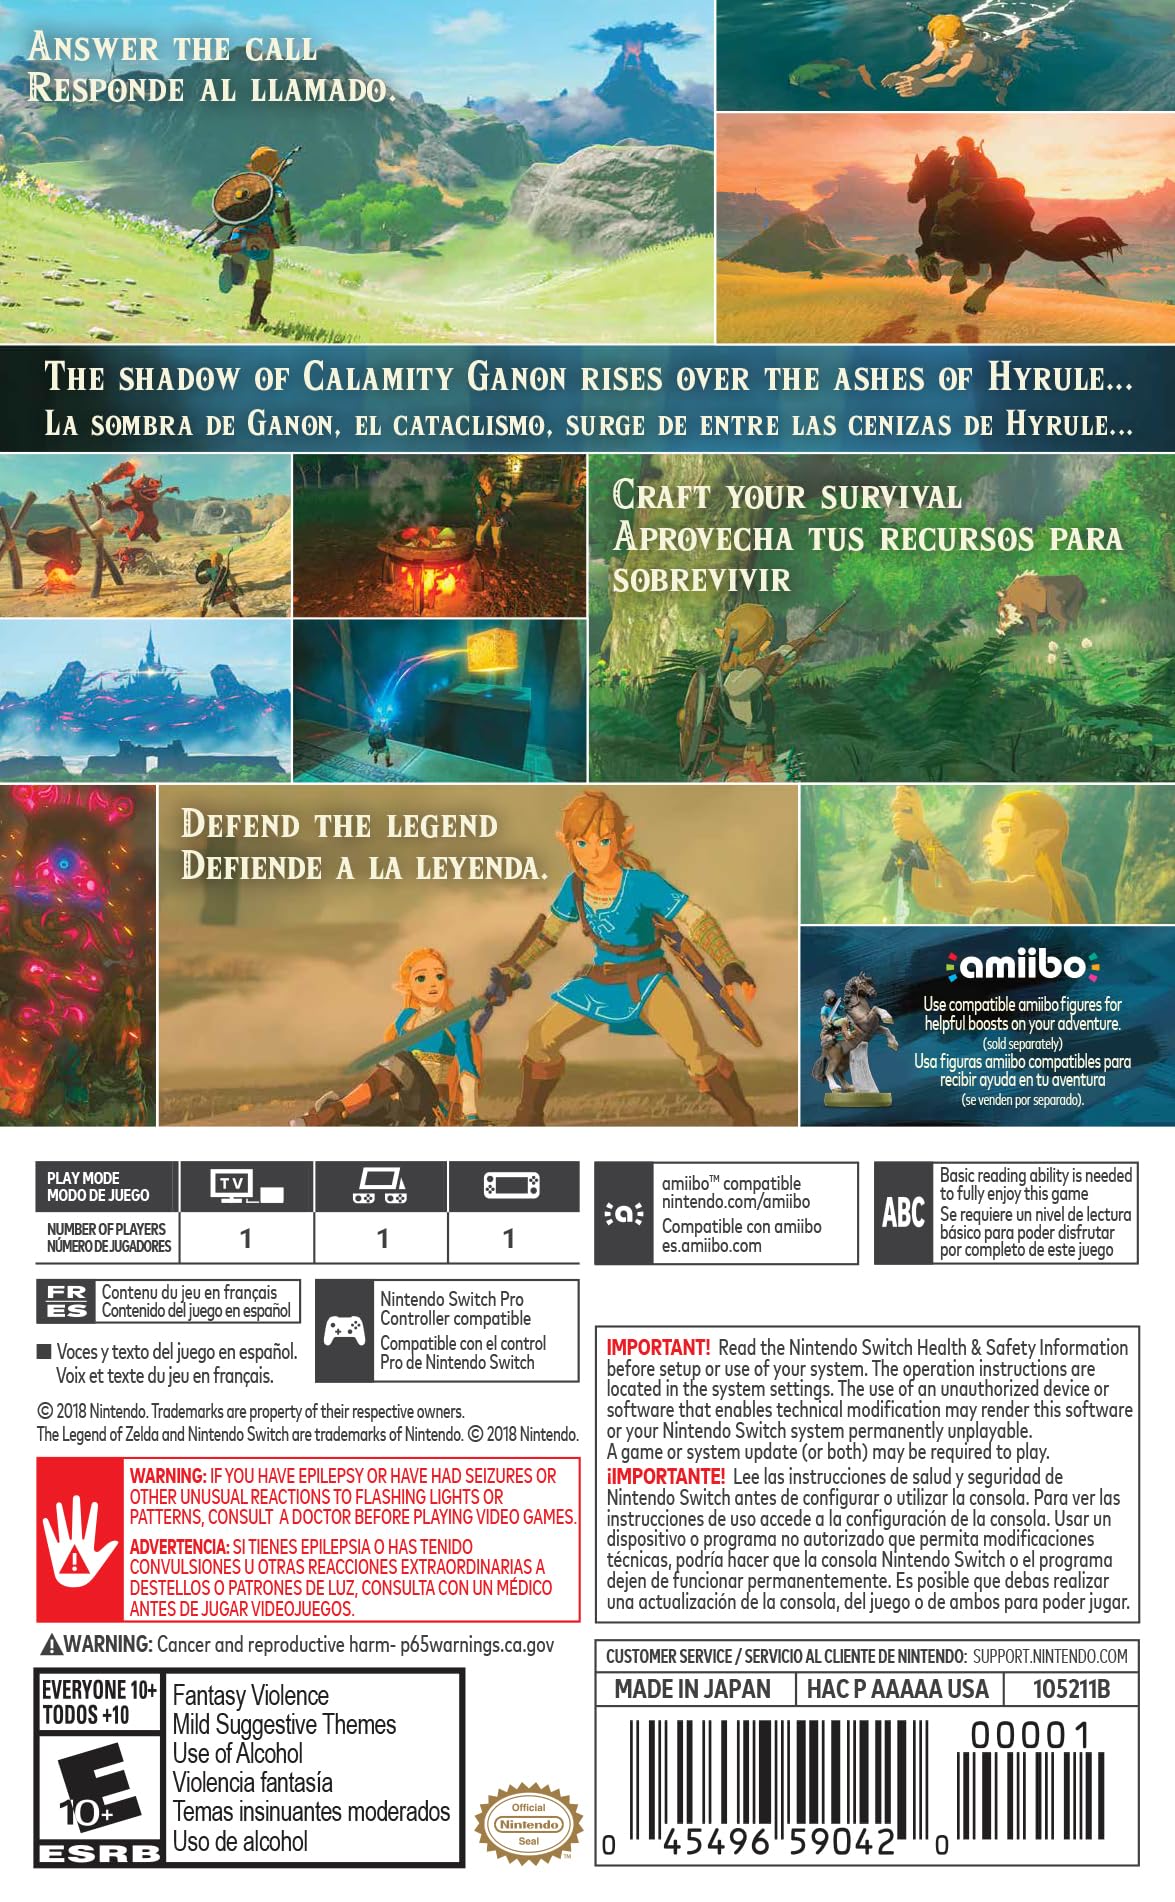 ANSWER THE CALL
RESPONDE AL LLAMADO.
THE SHADOW OF CALAMITY GANON RISES OVER THE ASHES OF HYRULE...
LA SOMBRA DE GANON, EL CATACLISMO, SURGE DE ENTRE LAS CENIZAS DE HYRULE...
CRAFT YOUR SURVIVAL
APROVECHA TUS RECURSOS PARA
SOBREVIVIR
DEFEND THE LEGEND
DEFIENDE A LA LEYENDA.
amiibo
Use compatible amiibo figures for
helpful boosts on your adventure.
(sold separately)
Usa figuras amiibo compatibles para
recibir ayuda en tu aventura
(se venden por separado).
PLAY MODE
MODO DE JUEGO
TV
NUMBER OF PLAYERS
NÚMERO DE JUGADORES
1
1
1
a
amiibo™ compatible
nintendo.com/amiibo
Compatible con amiibo
es.amiibo.com
ABC
Basic reading ability is needed
to fully enjoy this game
Se requiere un nivel de lectura
básico para poder disfrutar
por completo de este juego
FR
ES
Contenu du jeu en français
Contenido del juego en español
Nintendo Switch Pro
Controller compatible
Compatible con el control
Pro de Nintendo Switch
■ Voces y texto del juego en español.
Voix et texte du jeu en français.
© 2018 Nintendo. Trademarks are property of their respective owners.
The Legend of Zelda and Nintendo Switch are trademarks of Nintendo. © 2018 Nintendo.
WARNING: IF YOU HAVE EPILEPSY OR HAVE HAD SEIZURES OR
OTHER UNUSUAL REACTIONS TO FLASHING LIGHTS OR
PATTERNS, CONSULT A DOCTOR BEFORE PLAYING VIDEO GAMES.
ADVERTENCIA: SI TIENES EPILEPSIA O HAS TENIDO
CONVULSIONES U OTRAS REACCIONES EXTRAORDINARIAS A
DESTELLOS O PATRONES DE LUZ, CONSULTA CON UN MÉDICO
ANTES DE JUGAR VIDEOJUEGOS.
IMPORTANT! Read the Nintendo Switch Health & Safety Information
before setup or use of your system. The operation instructions are
located in the system settings. The use of an unauthorized device or
software that enables technical modification may render this software
or your Nintendo Switch system permanently unplayable.
A game or system update (or both) may be required to play.
¡IMPORTANTE! Lee las instrucciones de salud y seguridad de
Nintendo Switch antes de configurar o utilizar la consola. Para ver las
instrucciones de uso accede a la configuración de la consola. Usar un
dispositivo o programa no autorizado que permita modificaciones
técnicas, podría hacer que la consola Nintendo Switch o el programa
dejen de funcionar permanentemente. Es posible que debas realizar
una actualización de la consola, del juego o de ambos para poder jugar.
⚠WARNING: Cancer and reproductive harm- p65warnings.ca.gov
EVERYONE 10+
TODOS +10
E
10+
ESRB
Fantasy Violence
Mild Suggestive Themes
Use of Alcohol
Violencia fantasía
Temas insinuantes moderados
Uso de alcohol
Official
Nintendo
Seal
™
CUSTOMER SERVICE / SERVICIO AL CLIENTE DE NINTENDO: SUPPORT.NINTENDO.COM
MADE IN JAPAN
HAC P AAAAA USA
105211B
00001
0 45496 59042 0